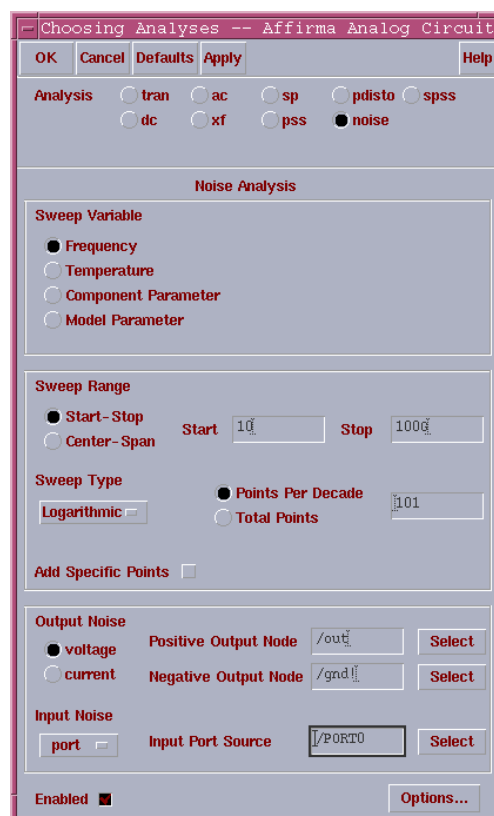 Choosing Analyses -- Affirma Analog Circuit
OK Cancel Defaults Apply Help
Analysis tran ac sp pdisto spss
dc xf pss noise
Noise Analysis
Sweep Variable
Frequency
Temperature
Component Parameter
Model Parameter
Sweep Range
Start-Stop
Center-Span
Start 10 Stop 100G
Sweep Type
Logarithmic
Points Per Decade
Total Points
101
Add Specific Points
Output Noise
voltage
current
Positive Output Node /out Select
Negative Output Node /gnd! Select
Input Noise
port Input Port Source /PORT0 Select
Enabled Options...